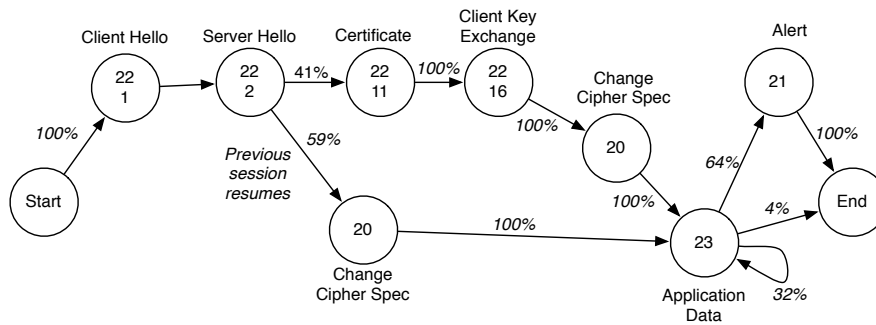 Client Hello
22
1
Server Hello
22
2
41%
Certificate
22
11
100%
Client Key
Exchange
22
16
100%
Change
Cipher Spec
20
100%
Alert
21
100%
100%
Start
59%
Previous
session
resumes
20
Change
Cipher Spec
100%
64%
4%
End
23
Application
Data
32%